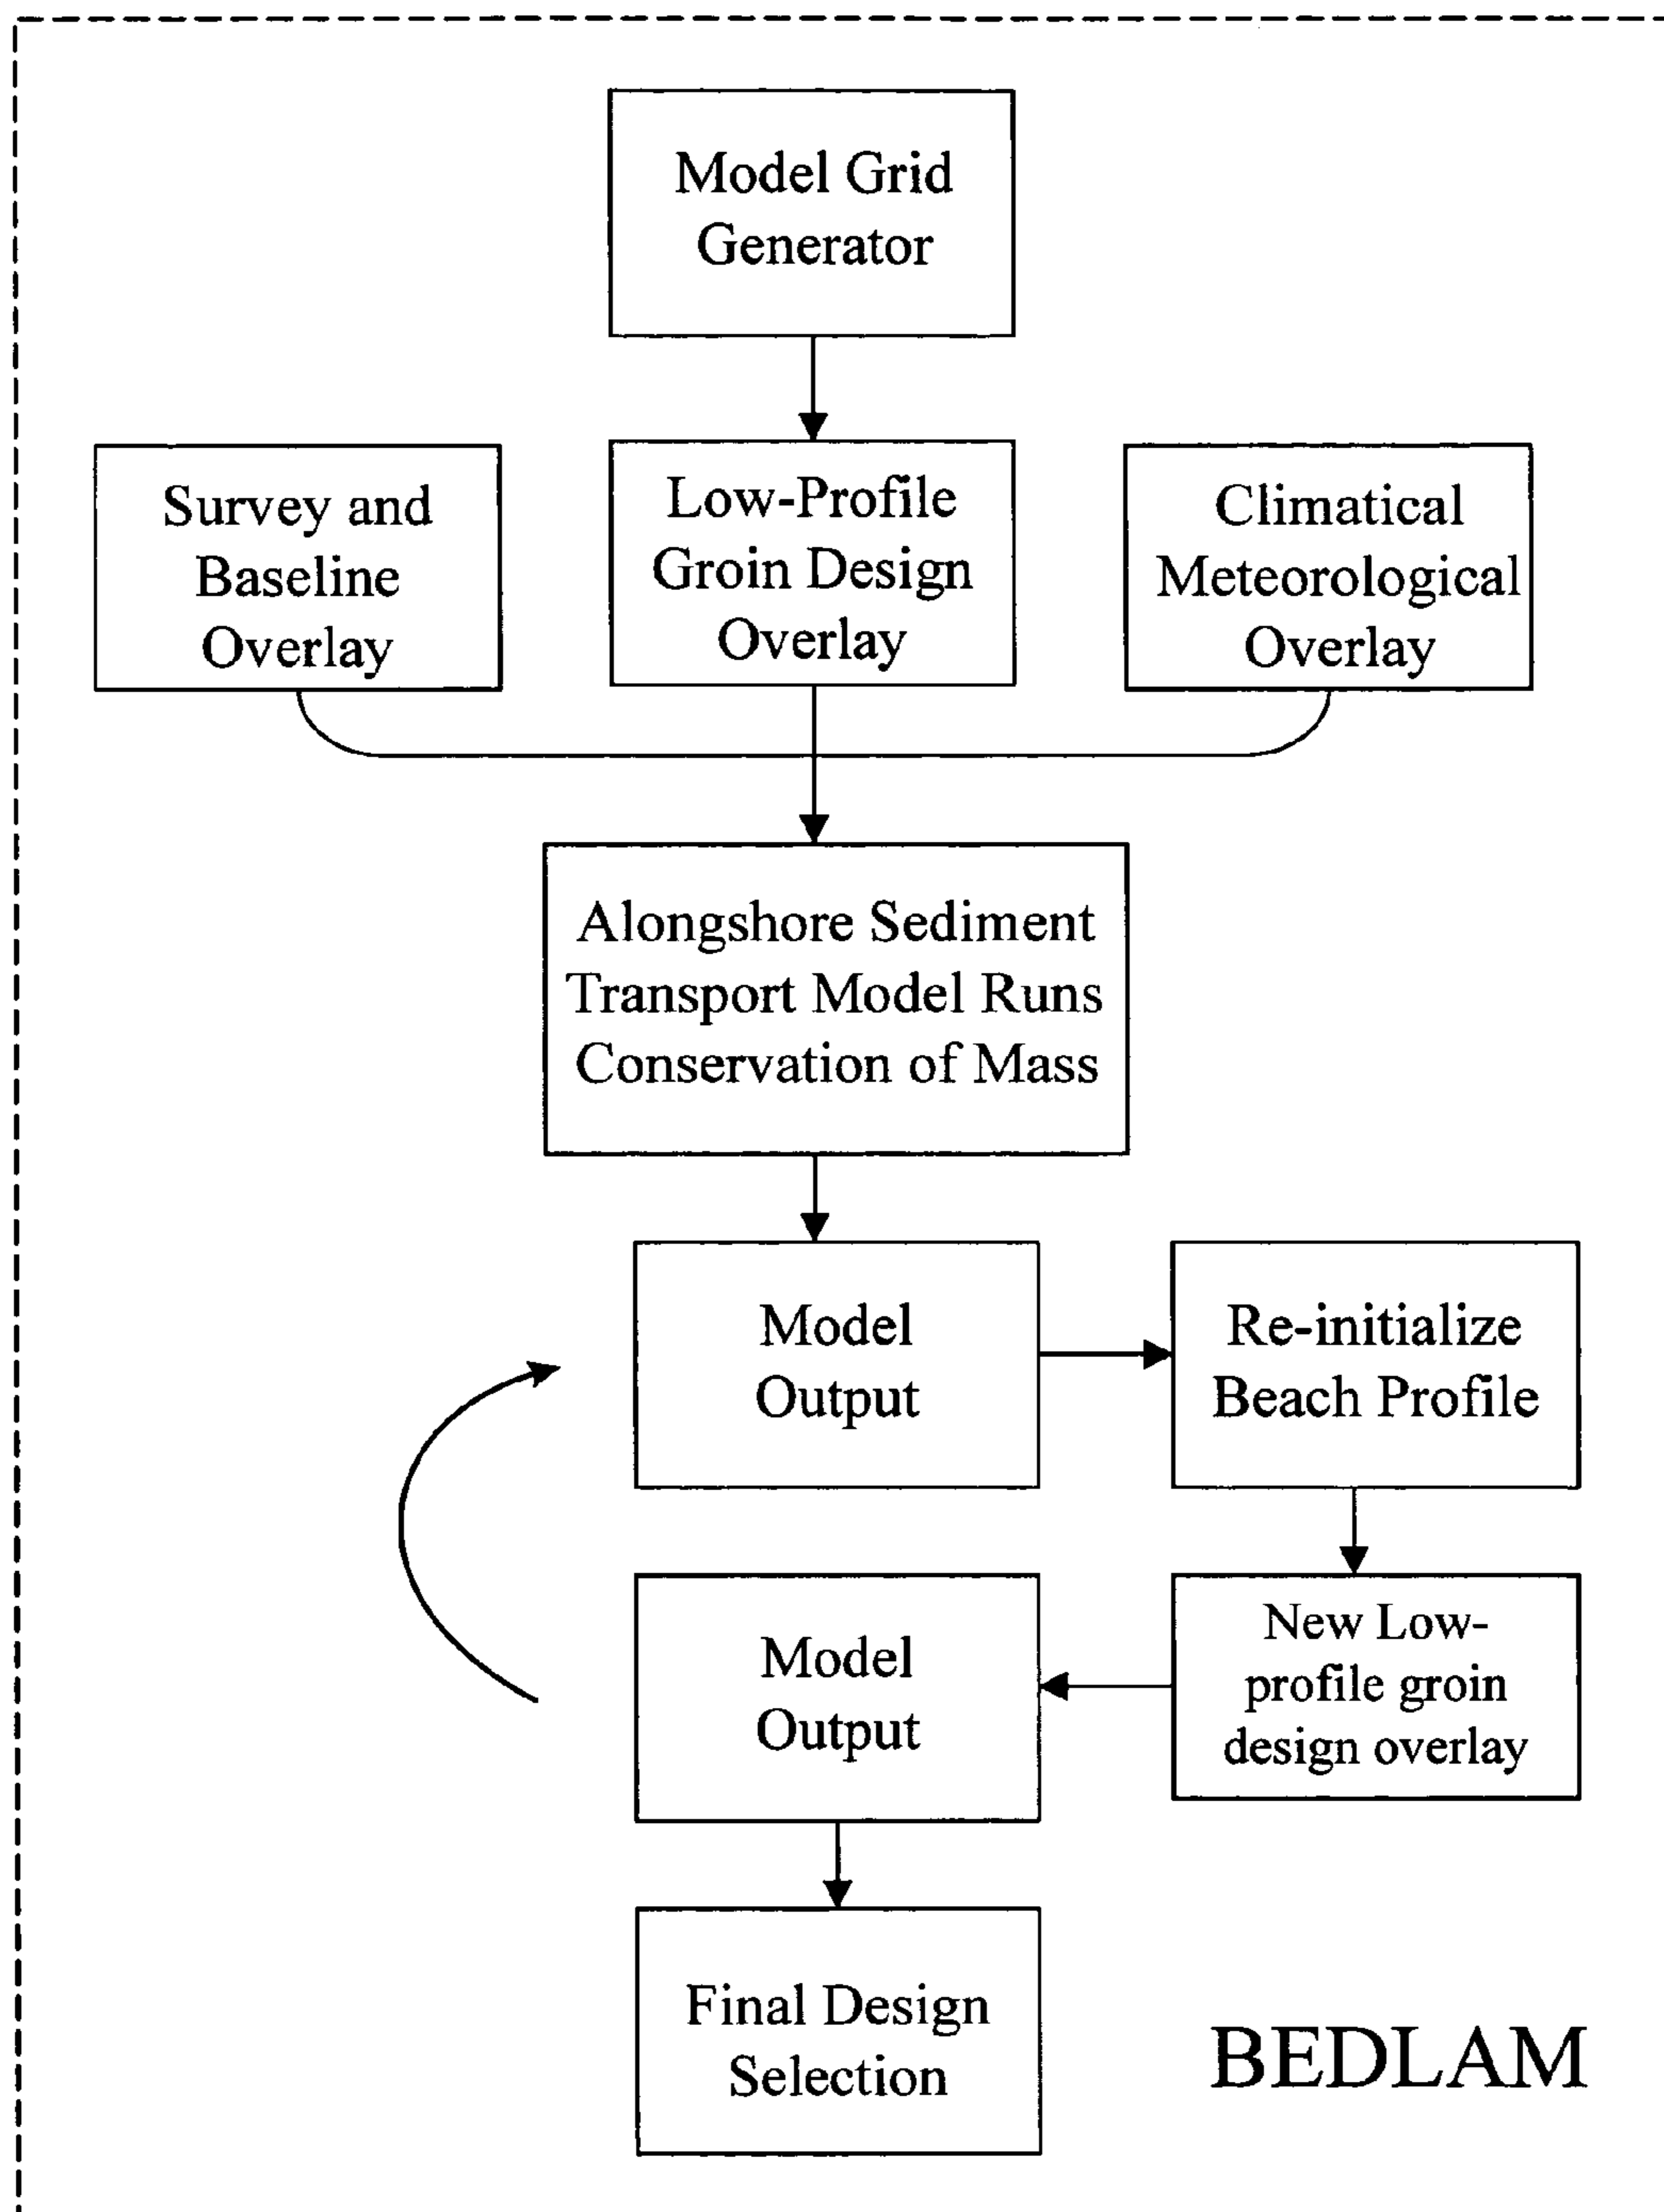 Model Grid
Generator
Survey and
Baseline
Overlay
Low-Profile
Groin Design
Overlay
Climatical
Meteorological
Overlay
Alongshore Sediment
Transport Model Runs
Conservation of Mass
Model
Output
Re-initialize
Beach Profile
Model
Output
New Low-
profile groin
design overlay
Final Design
Selection
BEDLAM